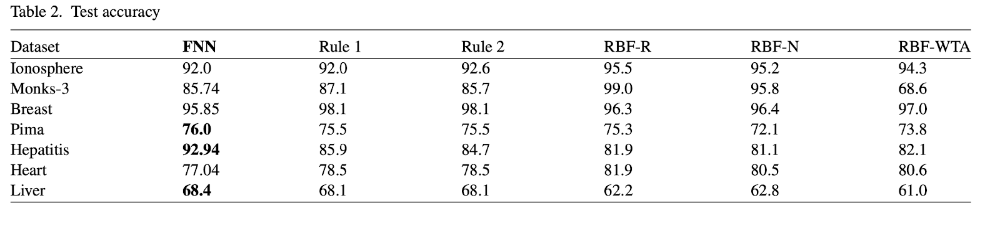 Table 2. Test accuracy
Dataset FNN Rule 1 Rule 2 RBF-R RBF-N RBF-WTA
Ionosphere 92.0 92.0 92.6 95.5 95.2 94.3
Monks-3 85.74 87.1 85.7 99.0 95.8 68.6
Breast 95.85 98.1 98.1 96.3 96.4 97.0
Pima 76.0 75.5 75.5 75.3 72.1 73.8
Hepatitis 92.94 85.9 84.7 81.9 81.1 82.1
Heart 77.04 78.5 78.5 81.9 80.5 80.6
Liver 68.4 68.1 68.1 62.2 62.8 61.0